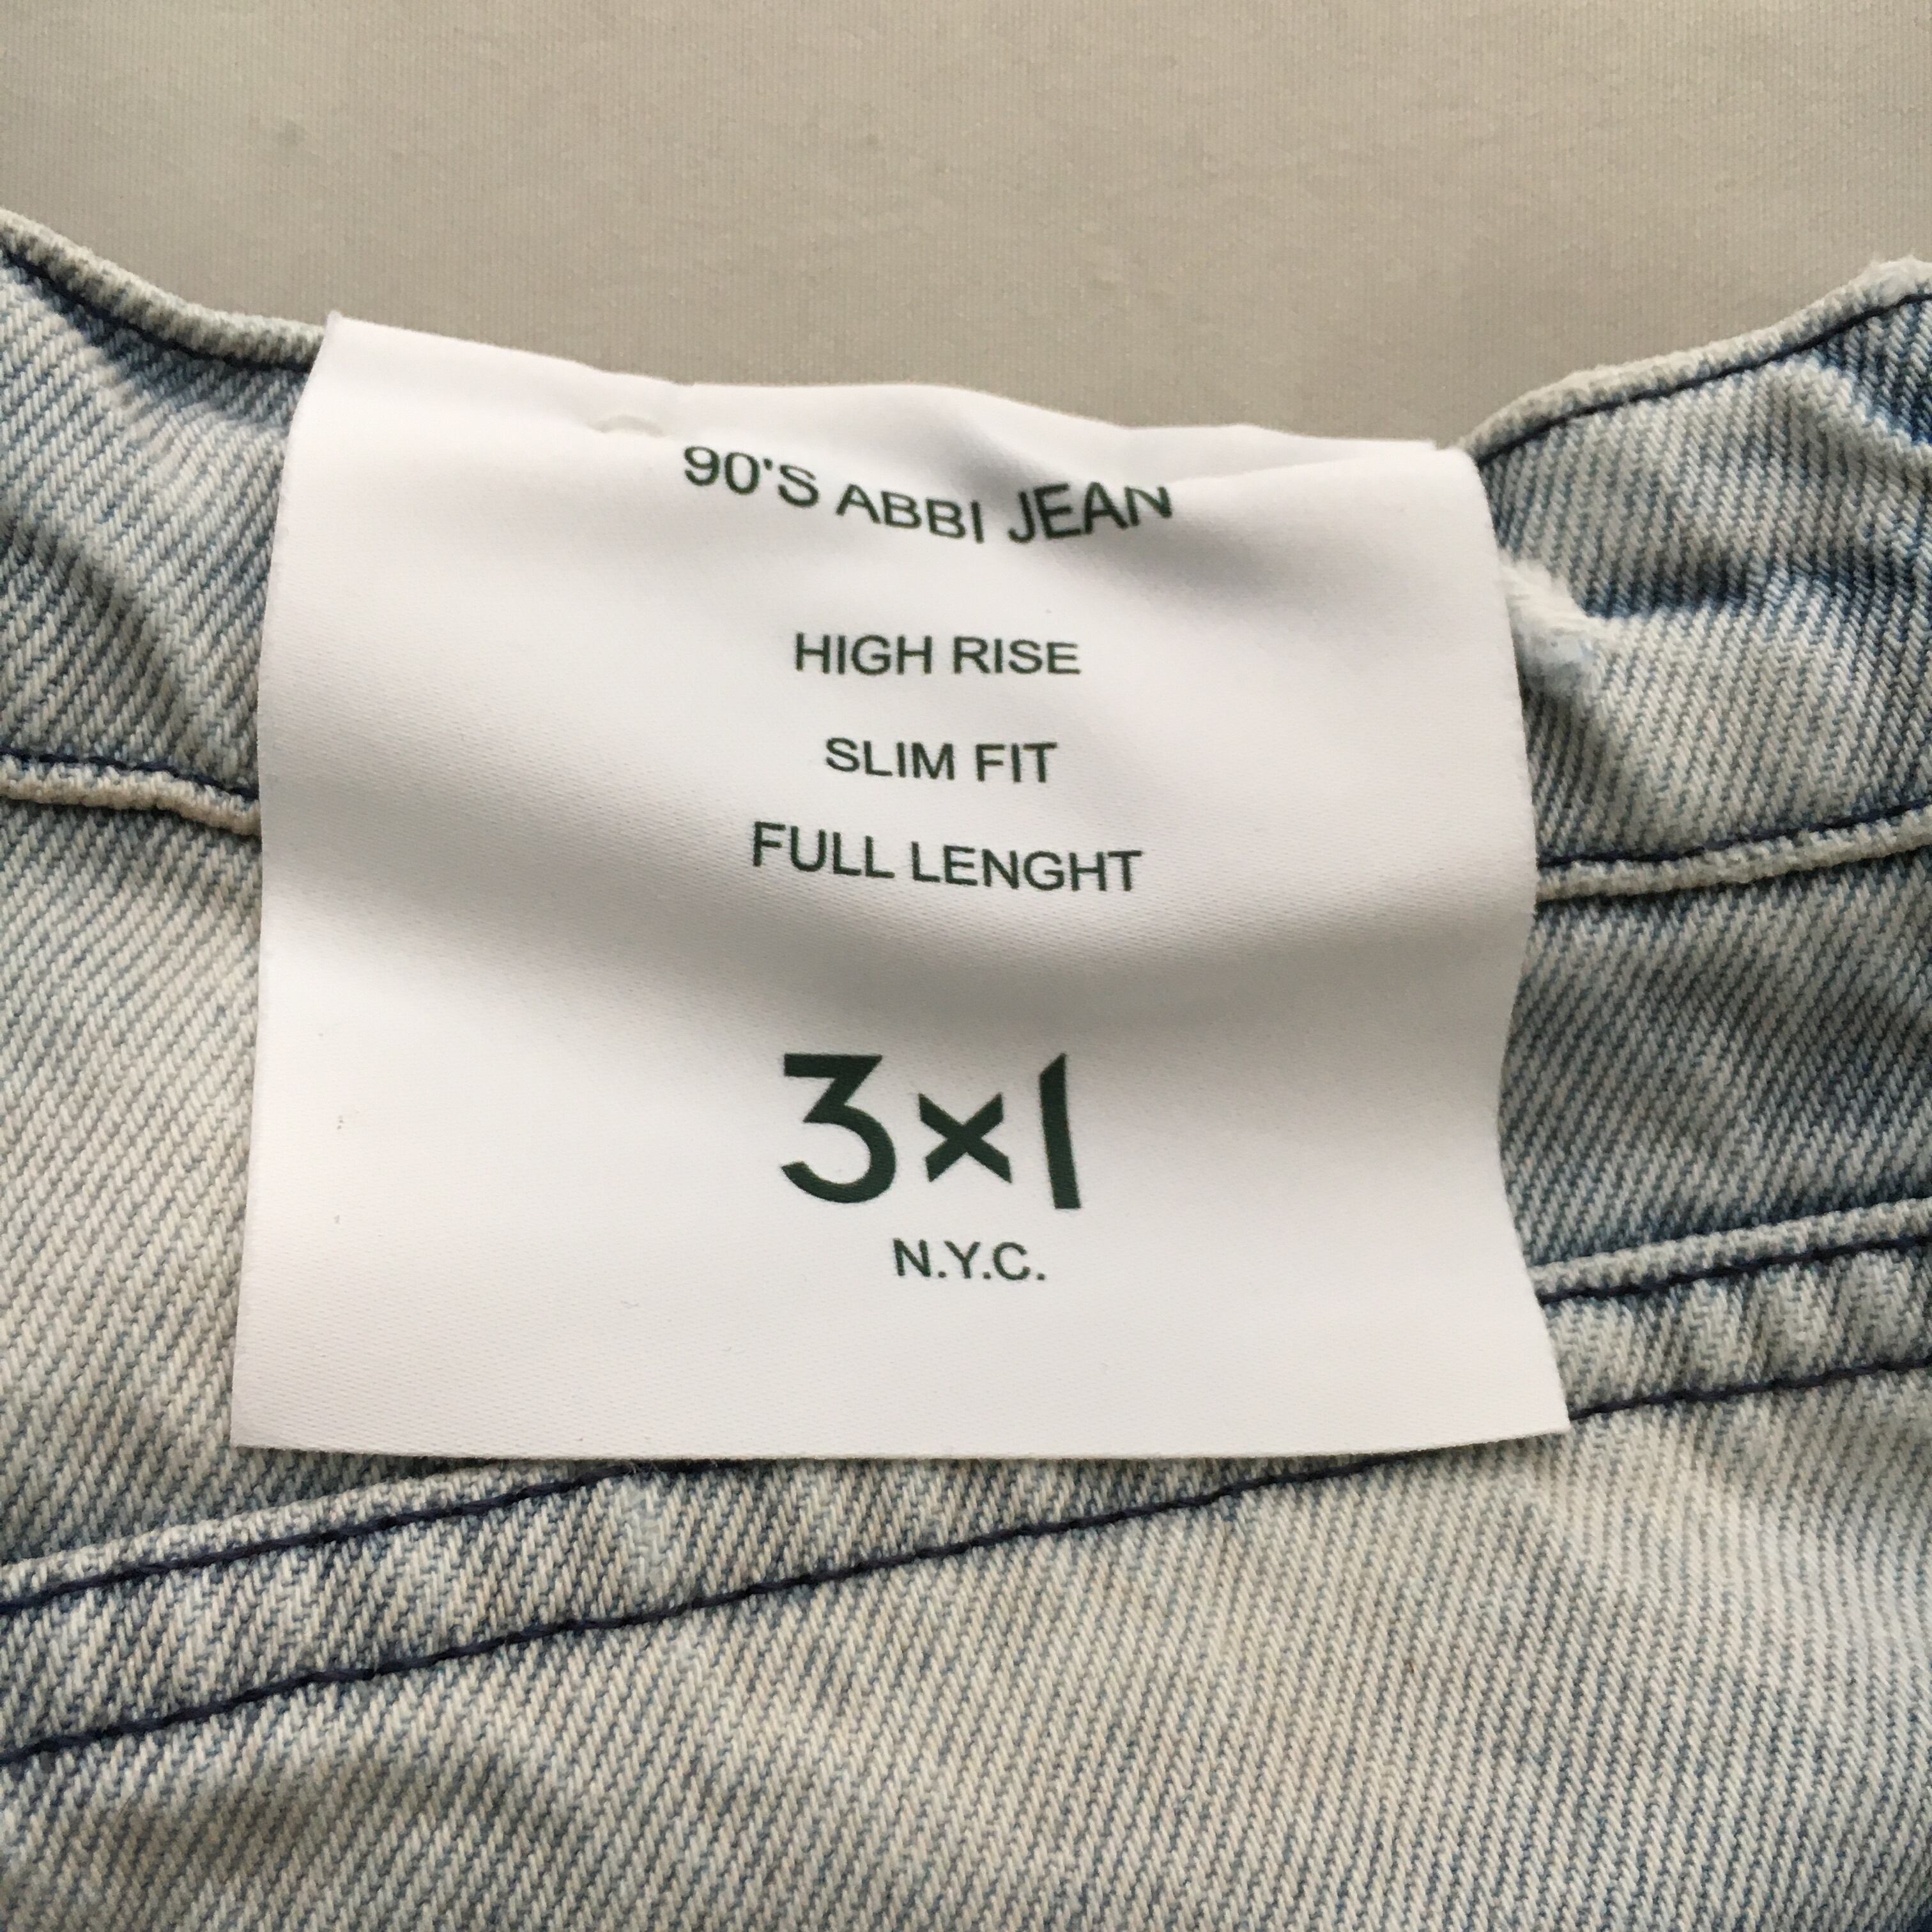 90'S ABBI JEAN
HIGH RISE
SLIM FIT
FULL LENGHT
3x1
N.Y.C.